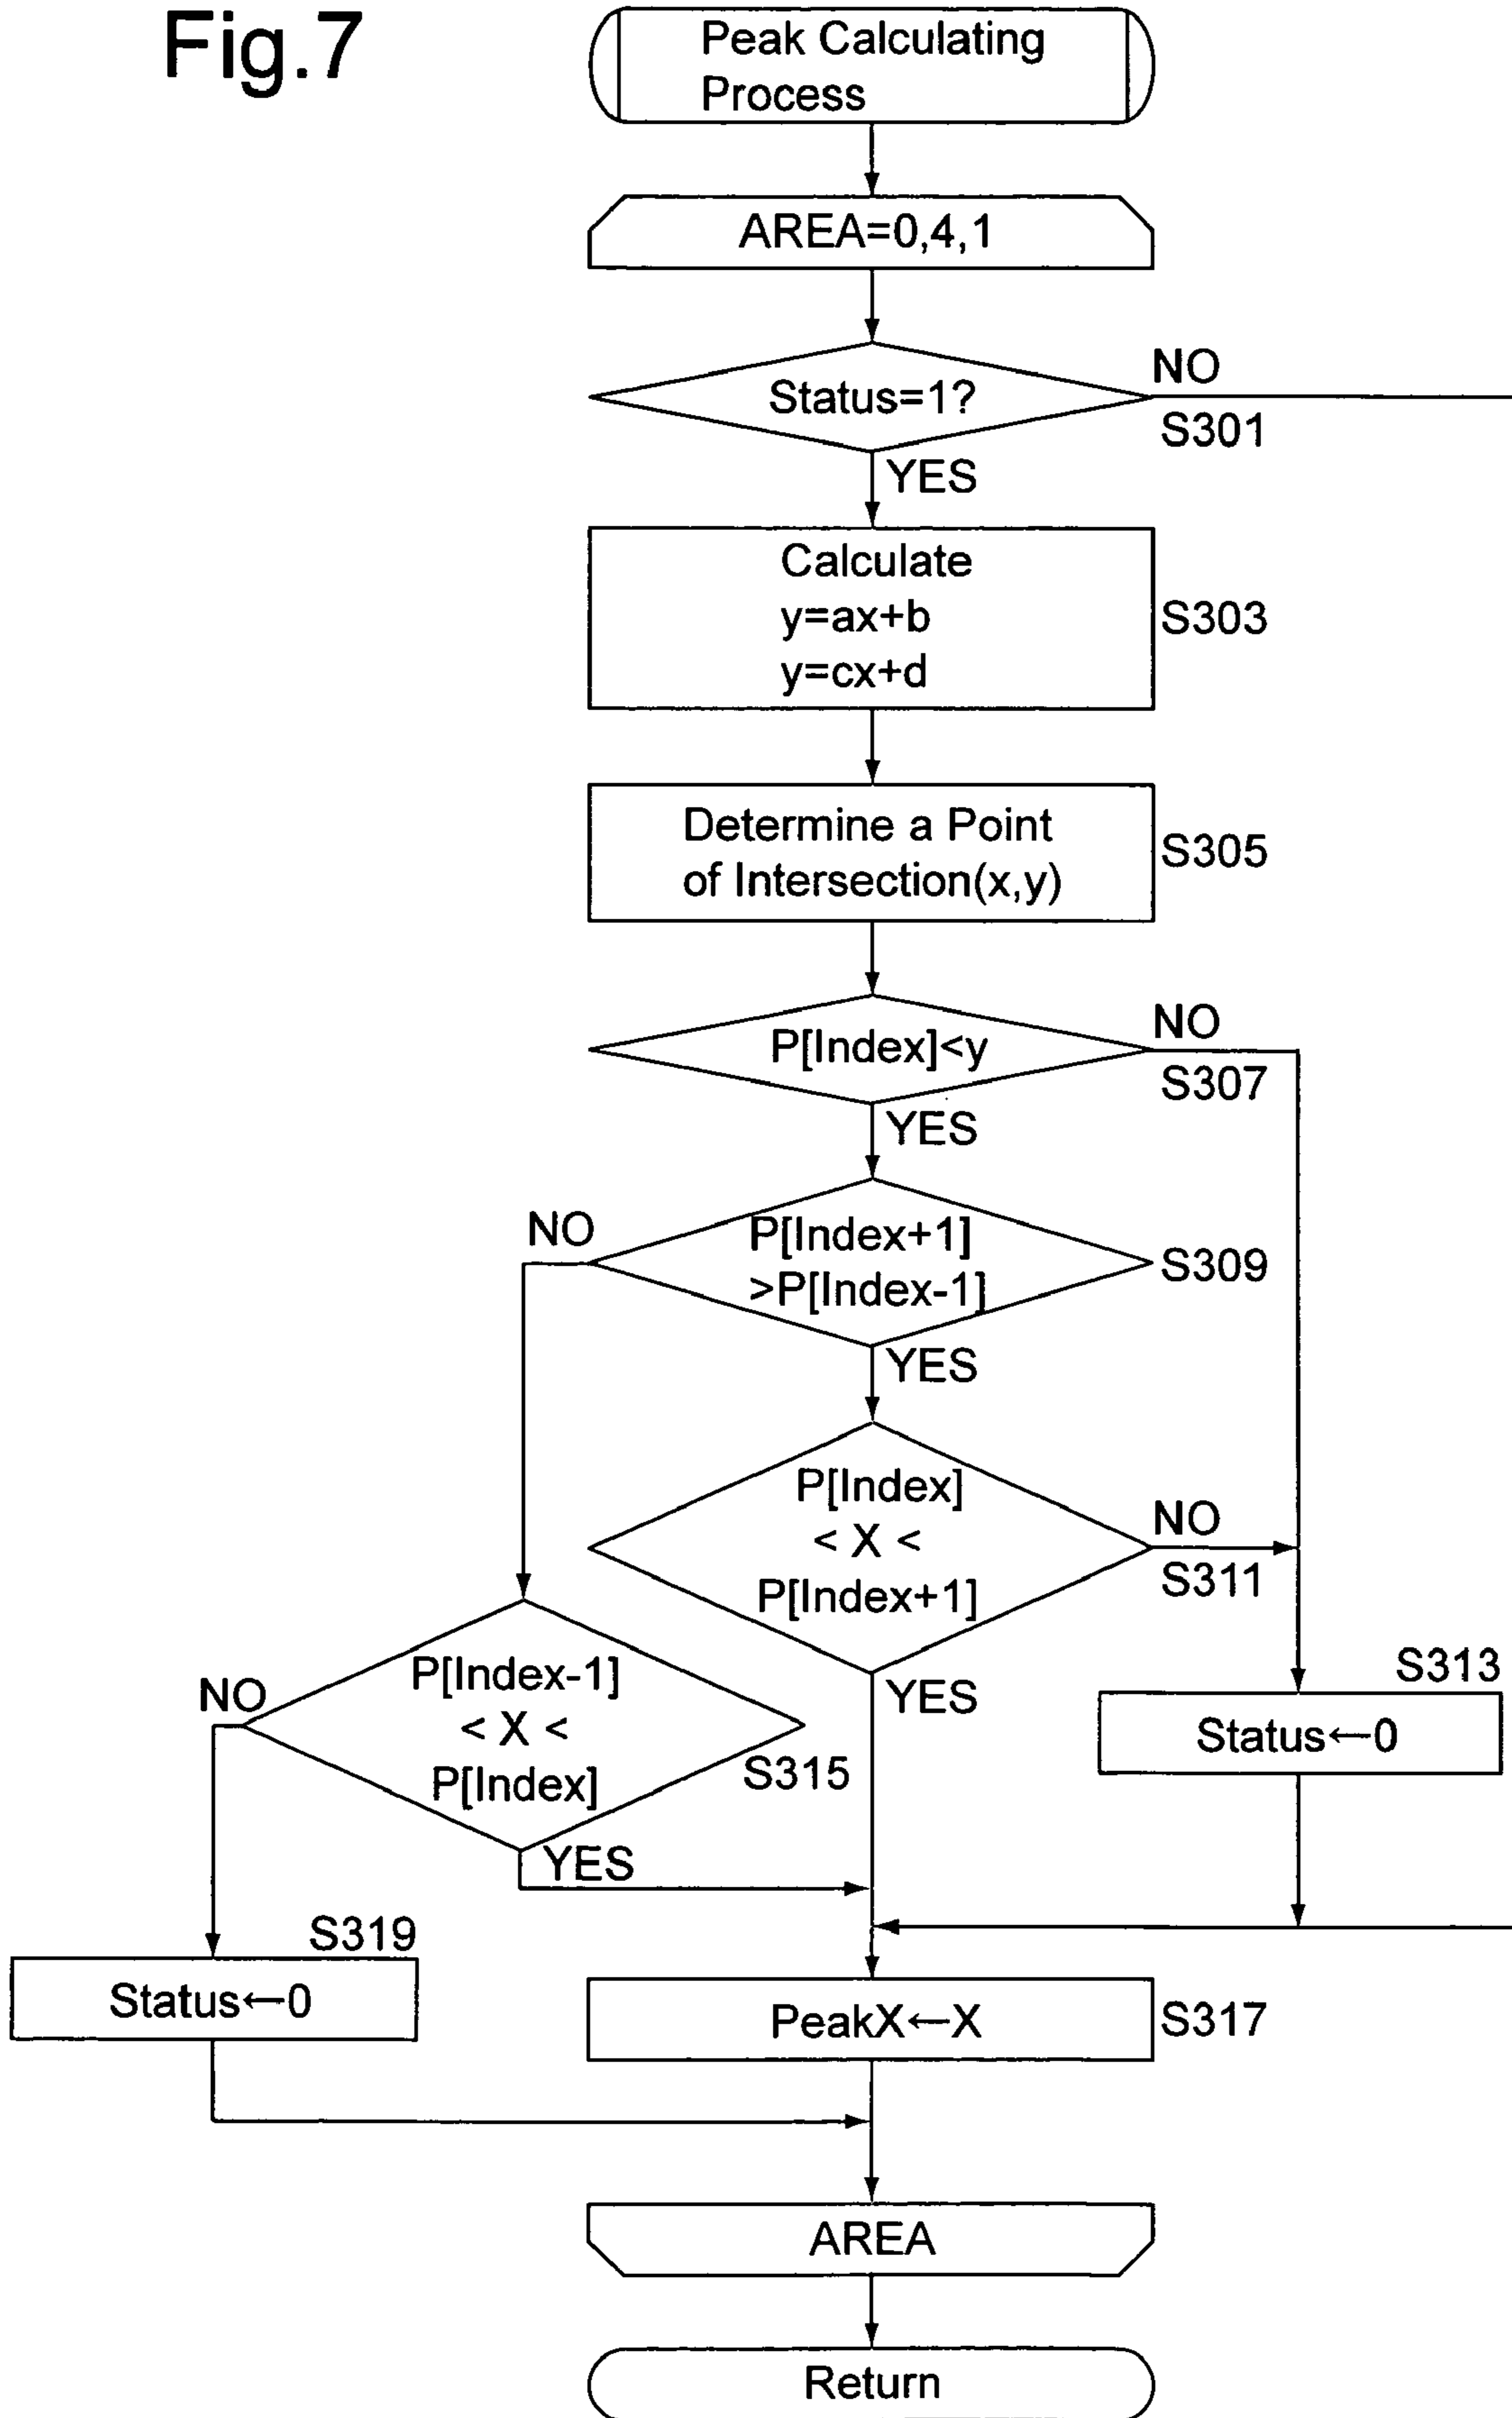 Fig.7
Peak Calculating
Process
AREA=0,4,1
Status=1?
NO
S301
YES
Calculate
y=ax+b
y=cx+d
S303
Determine a Point
of Intersection(x,y)
S305
P[Index]<y
NO
S307
YES
P[Index+1]
>P[Index-1]
NO
S309
YES
P[Index]
< X <
P[Index+1]
NO
S311
YES
P[Index-1]
< X <
P[Index]
NO
S315
YES
S313
Status←0
S319
Status←0
PeakX←X
S317
AREA
Return